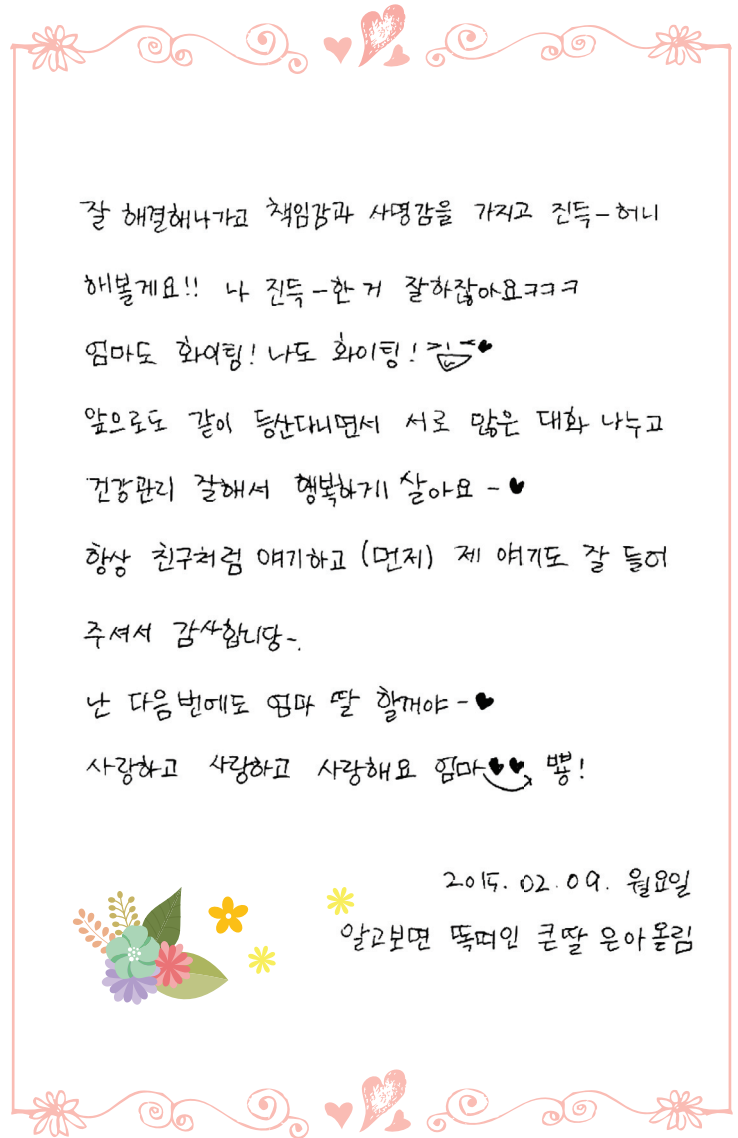 잘 해결해나가고 책임감과 사명감을 가지고 진득-허니
해볼게요!! 나 진득-한 거 잘하잖아요ㅋㅋㅋ
엄마도 화이팅! 나도 화이팅! ♥
앞으로도 같이 등산다니면서 서로 많은 대화 나누고
건강관리 잘해서 행복하게 살아요 - ♥
항상 친구처럼 얘기하고 (먼저) 제 얘기도 잘 들어
주셔서 감사합니당~.
난 다음번에도 엄마 딸 할꺼야 - ♥
사랑하고 사랑하고 사랑해요 엄마♥♥ 뿅!
2015. 02. 09. 월요일
알고보면 똑띠인 큰딸 은아올림